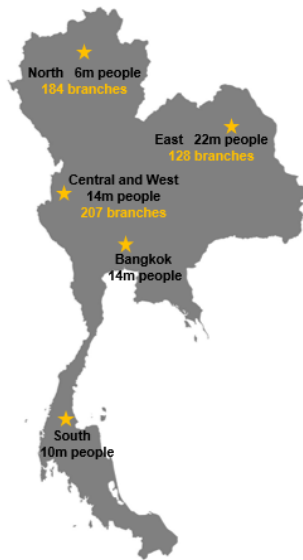 North 6m people
184 branches
East 22m people
128 branches
Central and West
14m people
207 branches
Bangkok
14m people
South
10m people